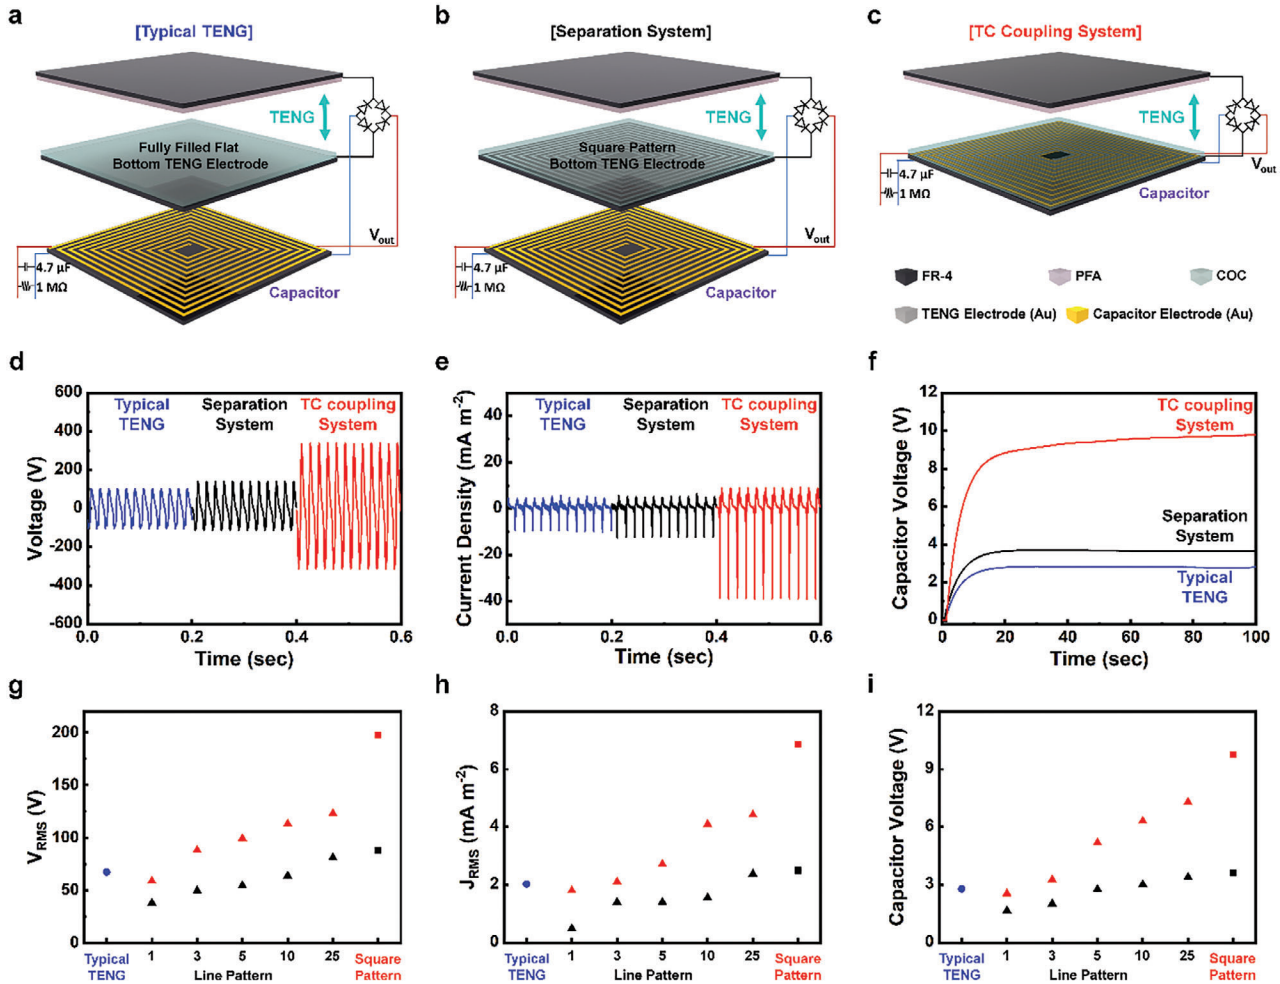 a
[Typical TENG]
TENG
Fully Filled Flat
Bottom TENG Electrode
Vout
4.7 μF
1 MΩ
Capacitor
b
[Separation System]
TENG
Square Pattern
Bottom TENG Electrode
Vout
4.7 μF
1 MΩ
Capacitor
c
[TC Coupling System]
TENG
4.7 μF
1 MΩ
Vout
Capacitor
FR-4
PFA
COC
TENG Electrode (Au)
Capacitor Electrode (Au)
d
Voltage (V)
600
400
200
0
-200
-400
-600
Typical
TENG
Separation
System
TC coupling
System
0.0
0.2
0.4
0.6
Time (sec)
e
Current Density (mA m-2)
40
20
0
-20
-40
Typical
TENG
Separation
System
TC coupling
System
0.0
0.2
0.4
0.6
Time (sec)
f
Capacitor Voltage (V)
12
10
8
6
4
2
0
TC coupling
System
Separation
System
Typical
TENG
0
20
40
60
80
100
Time (sec)
g
VRMS (V)
200
150
100
50
0
Typical
TENG
1
3
5
10
25
Line Pattern
Square
Pattern
h
JRMS (mA m-2)
8
6
4
2
0
Typical
TENG
1
3
5
10
25
Line Pattern
Square
Pattern
i
Capacitor Voltage (V)
12
9
6
3
0
Typical
TENG
1
3
5
10
25
Line Pattern
Square
Pattern